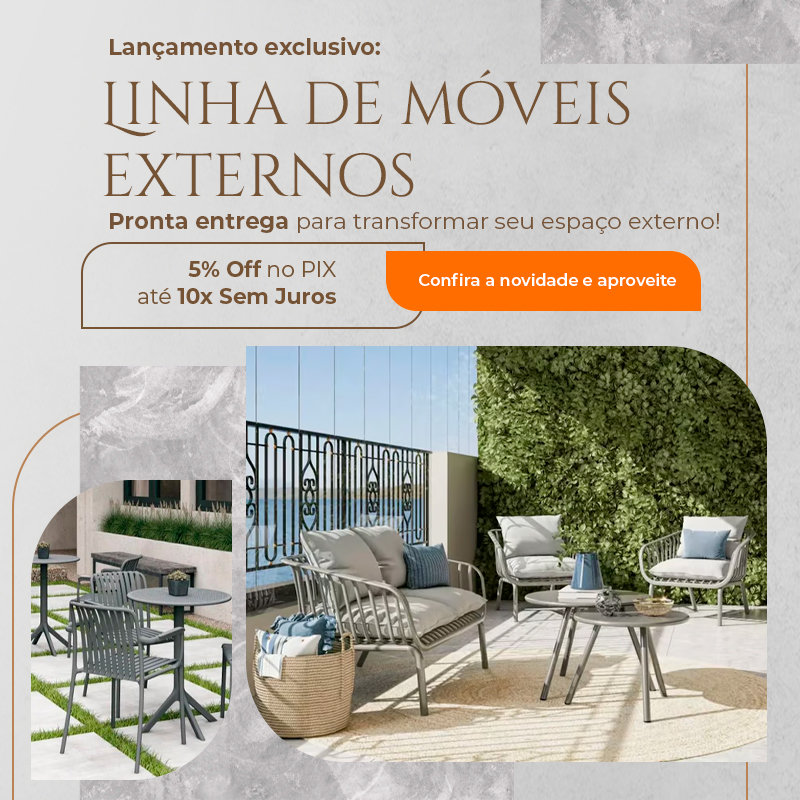 Lançamento exclusivo:
LINHA DE MÓVEIS
EXTERNOS
Pronta entrega para transformar seu espaço externo!
5% Off no PIX
até 10x Sem Juros
Confira a novidade e aproveite